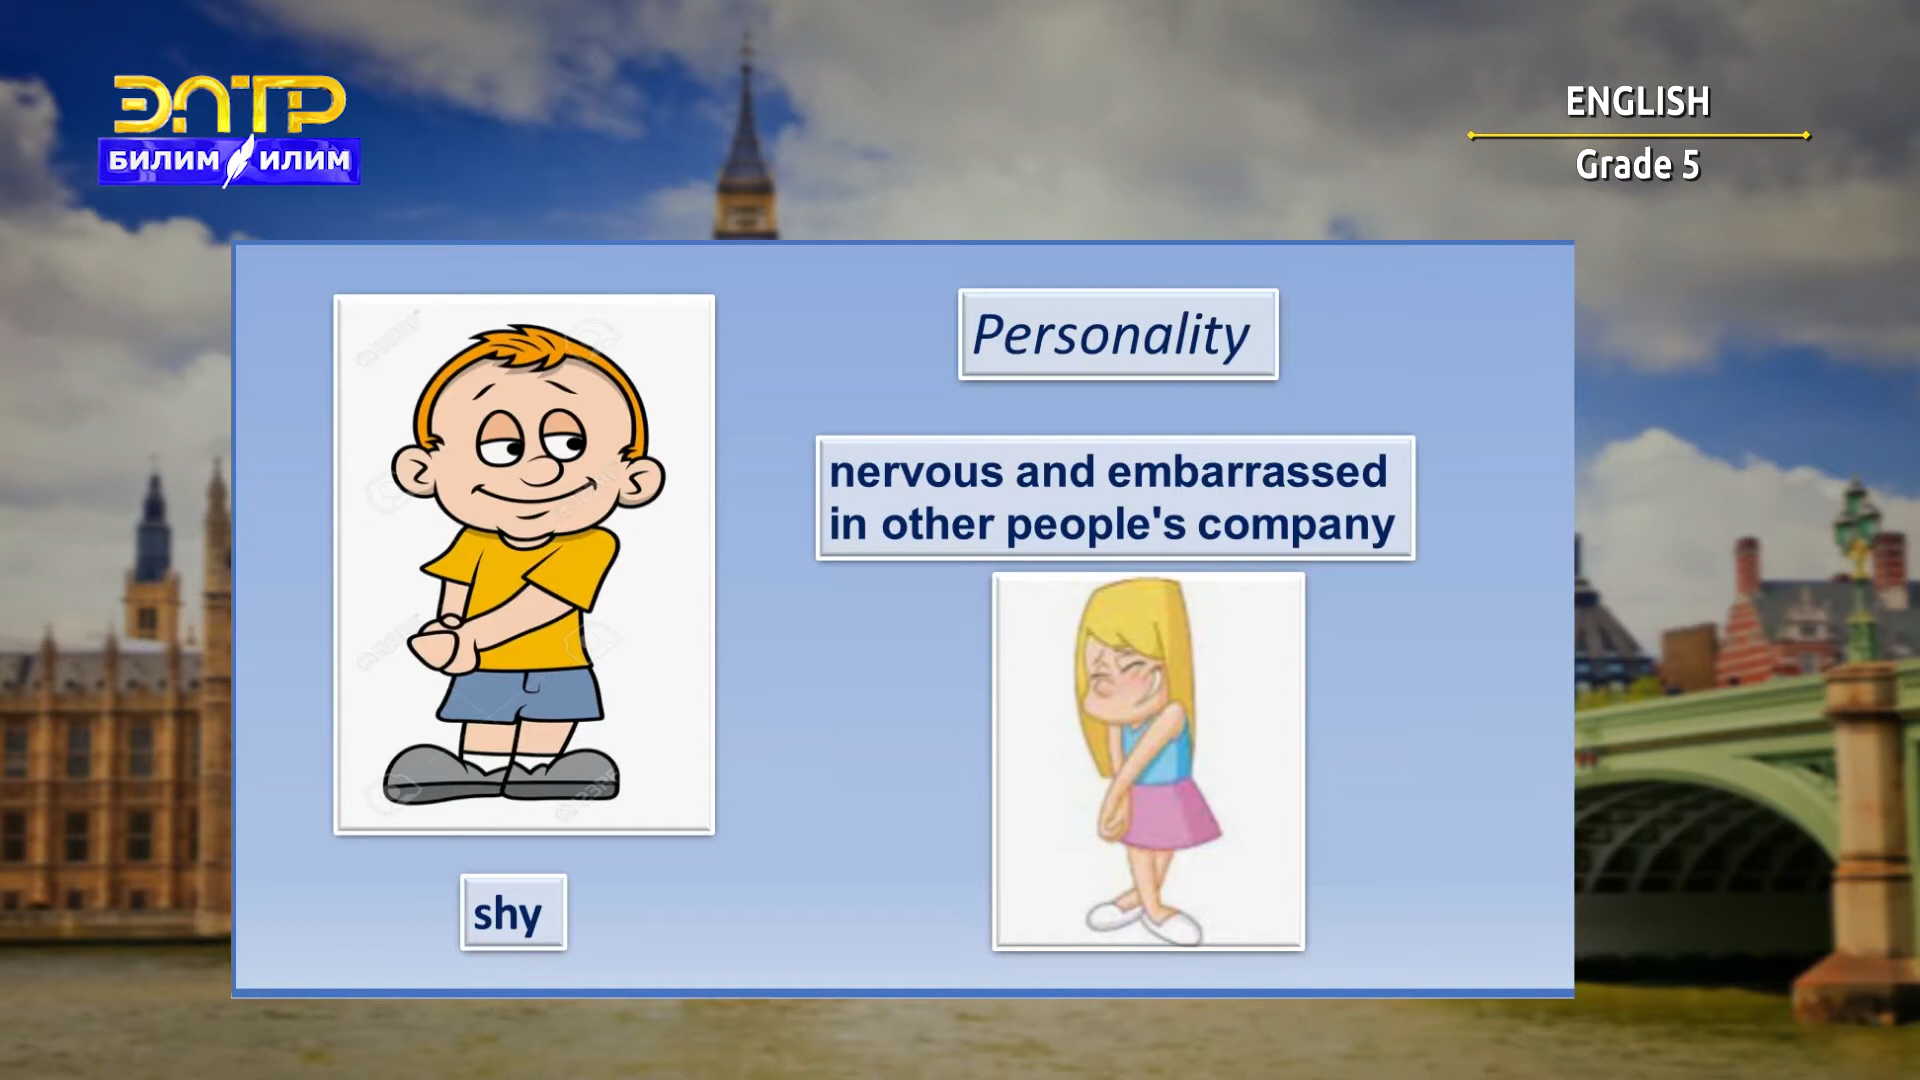 ЭЛТР
БИЛИМ ИЛИМ
ENGLISH
Grade 5
Personality
nervous and embarrassed
in other people's company
shy